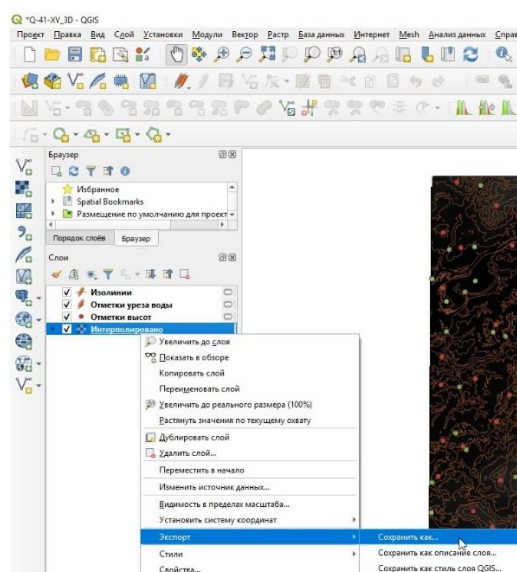 *Q-41-XV_3D - QGIS
Проект Правка Вид Слой Установки Модули Вектор Растр База данных Интернет Mesh Анализ данных Справ
Браузер
Избранное
Spatial Bookmarks
Размещение по умолчанию для проект
Порядок слоёв Браузер
Слои
Изолинии
Отметки уреза воды
Отметки высот
Интерполировано
Увеличить до слоя
Показать в обзоре
Копировать слой
Переименовать слой
Увеличить до реального размера (100%)
Растянуть значения по текущему охвату
Дублировать слой
Удалить слой...
Переместить в начало
Изменить источник данных...
Видимость в пределах масштаба...
Установить систему координат
Экспорт
Сохранить как...
Стили
Сохранить как описание слоя...
Свойства...
Сохранить как стиль слоя QGIS...